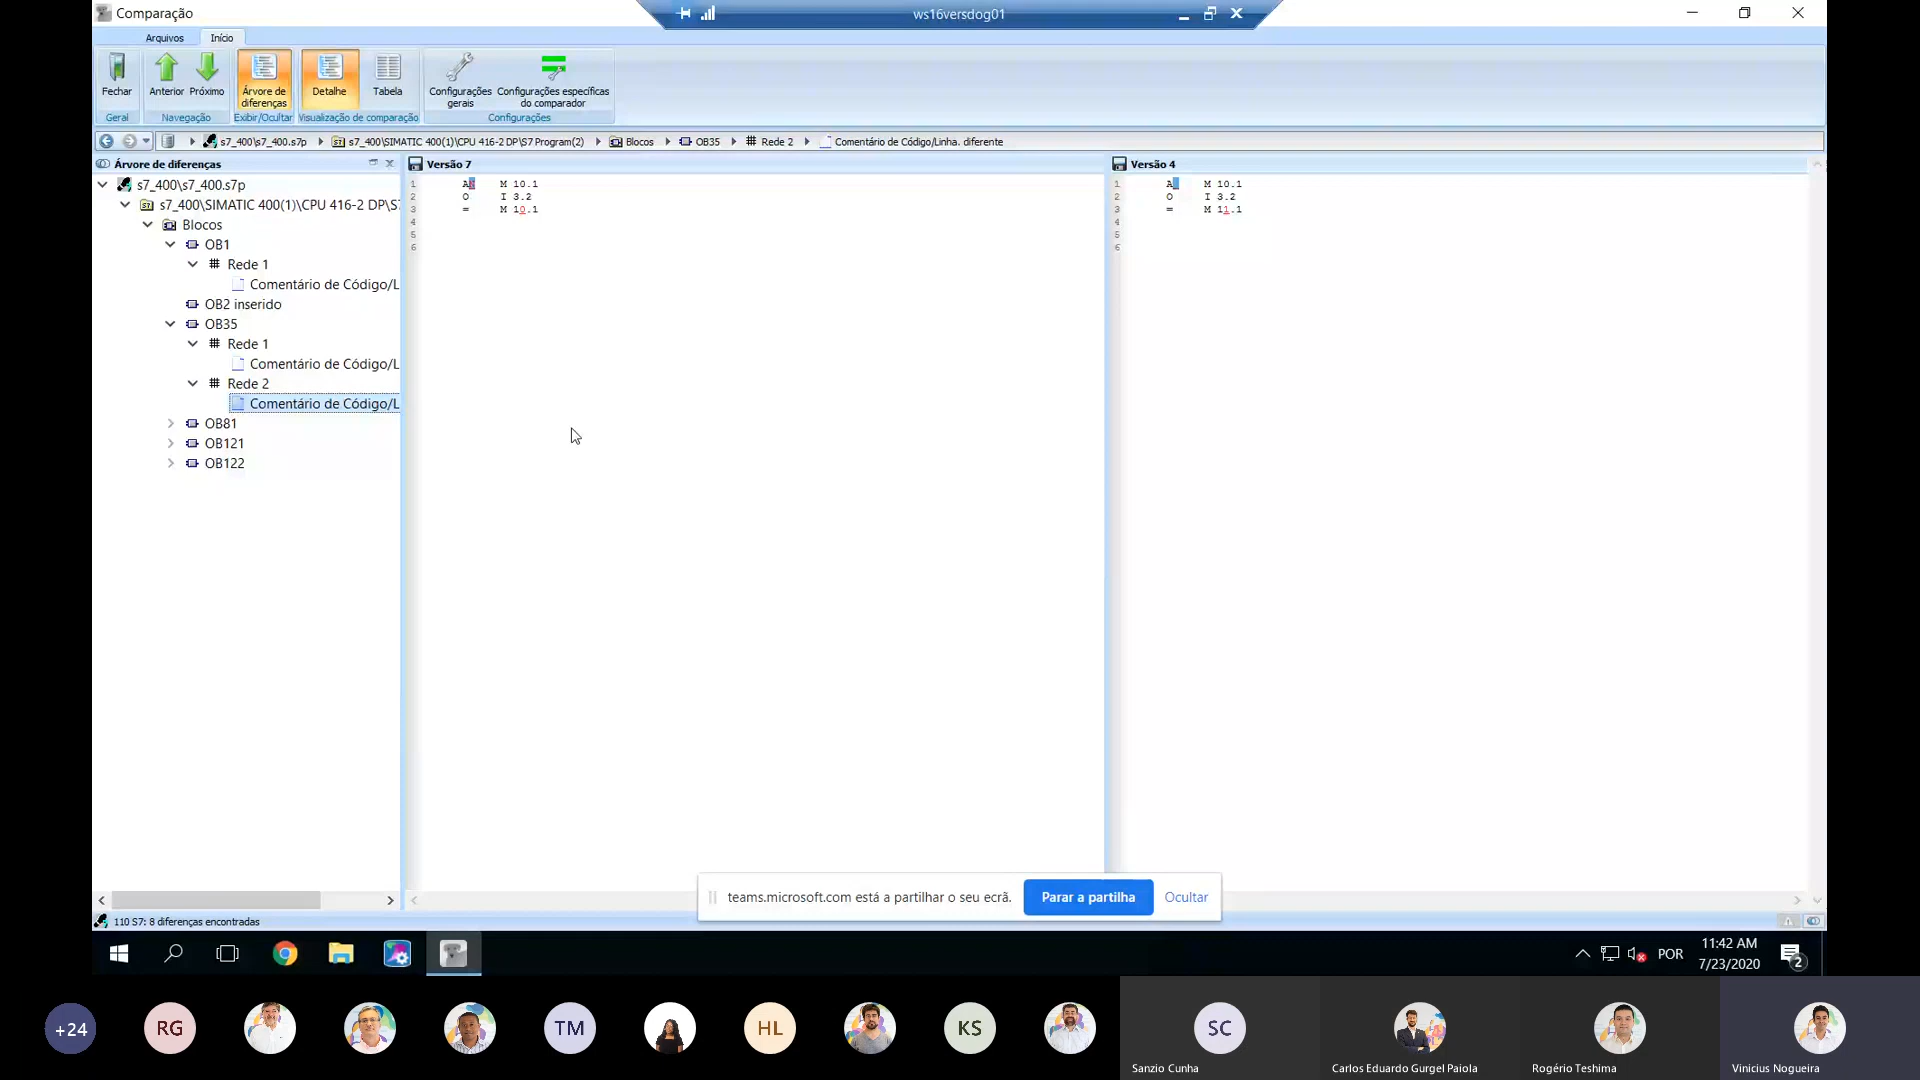 Comparação
ws16versdog01
Arquivos Início
Fechar Anterior Próximo Árvore de diferenças Detalhe Tabela Configurações gerais Configurações específicas do comparador
Geral Navegação Exibir/Ocultar Visualização de comparação Configurações
s7_400\s7_400.s7p s7_400\SIMATIC 400(1)\CPU 416-2 DP\S7 Program(2) Blocos OB35 Rede 2 Comentário de Código/Linha. diferente
Árvore de diferenças
s7_400\s7_400.s7p
s7_400\SIMATIC 400(1)\CPU 416-2 DP\S7
Blocos
OB1
Rede 1
Comentário de Código/L
OB2 inserido
OB35
Rede 1
Comentário de Código/L
Rede 2
Comentário de Código/L
OB81
OB121
OB122
Versão 7
1 AN M 10.1
2 O I 3.2
3 = M 10.1
4
5
6
Versão 4
1 A M 10.1
2 O I 3.2
3 = M 11.1
4
5
6
teams.microsoft.com está a partilhar o seu ecrã. Parar a partilha Ocultar
110 S7: 8 diferenças encontradas
POR
11:42 AM
7/23/2020
2
+24 RG TM HL KS SC
Sanzio Cunha Carlos Eduardo Gurgel Paiola Rogério Teshima Vinicius Nogueira